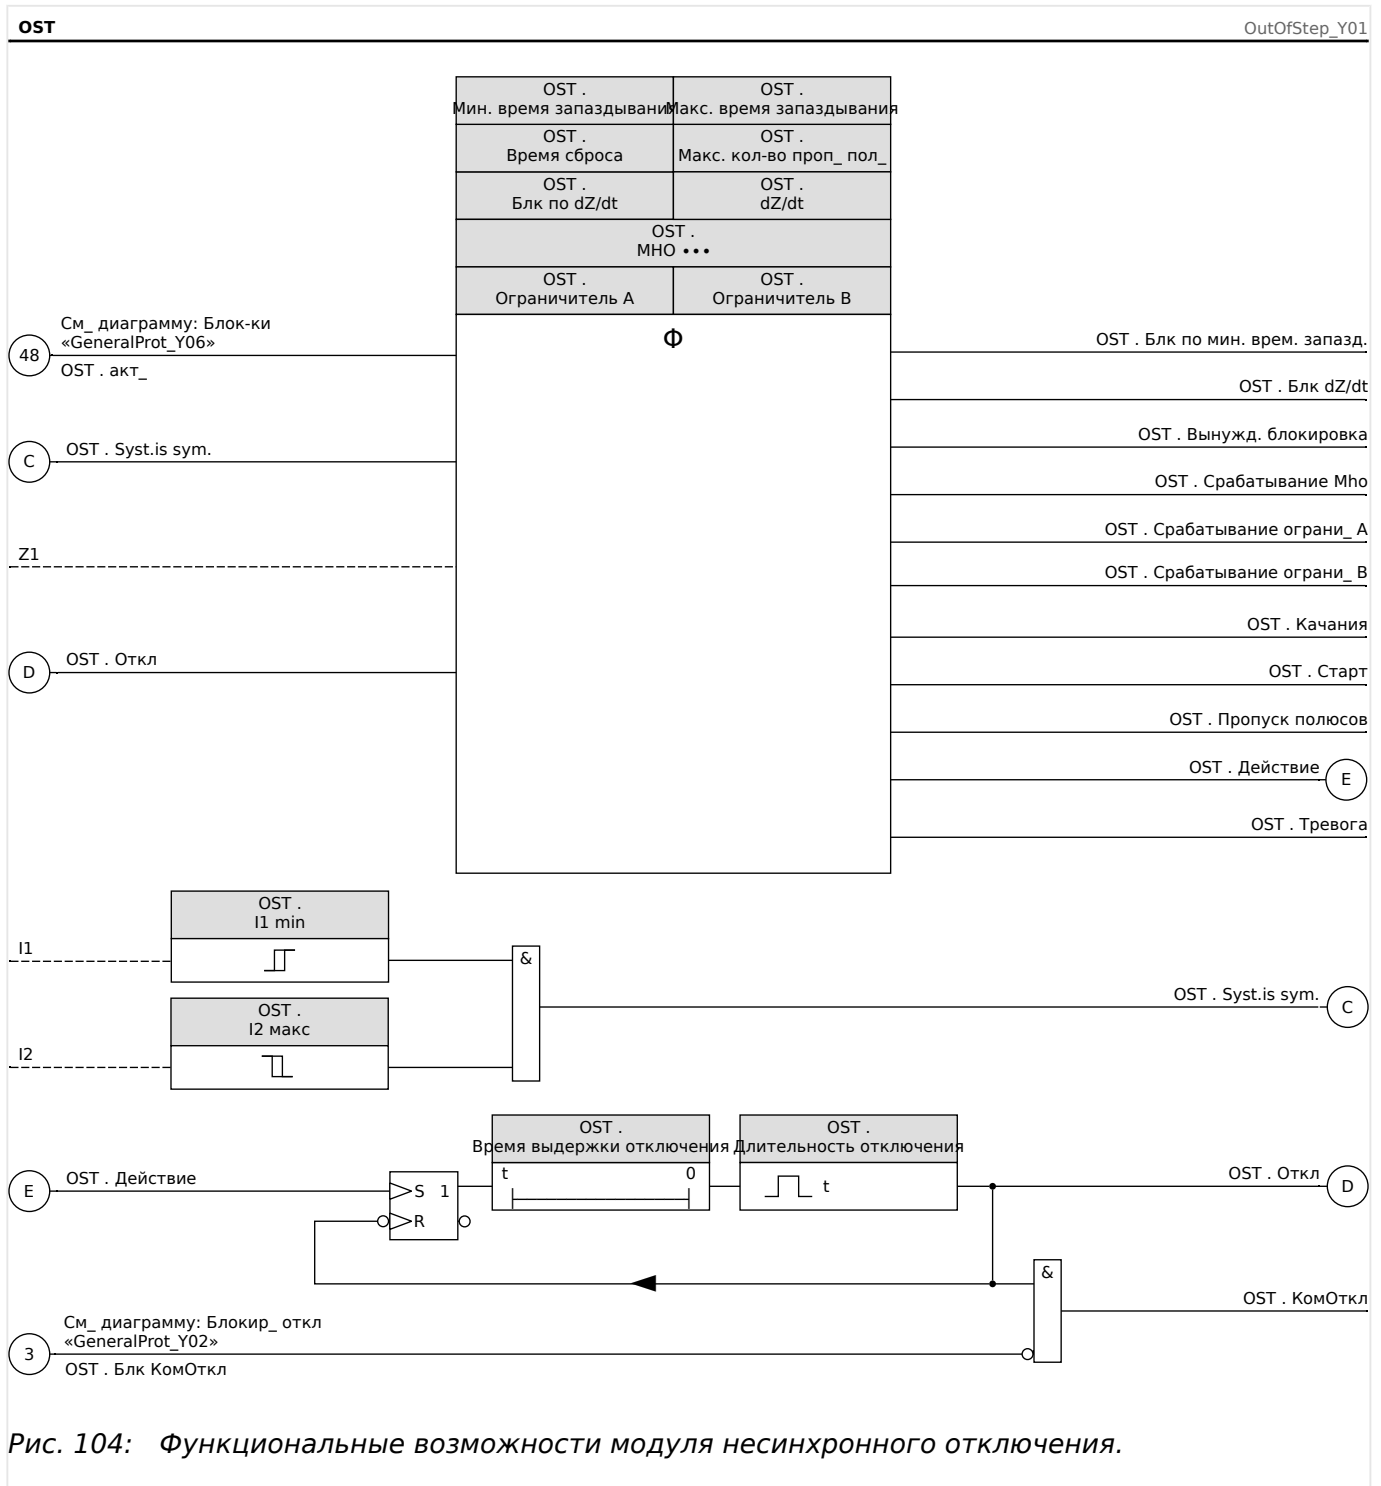 OST
OutOfStep_Y01
OST .
Мин. время запаздывания
OST .
Макс. время запаздывания
OST .
Время сброса
OST .
Макс. кол-во проп_ пол_
OST .
Блк по dZ/dt
OST .
dZ/dt
OST .
MHO •••
OST .
Ограничитель A
OST .
Ограничитель B
Φ
См_ диаграмму: Блок-ки
«GeneralProt_Y06»
48
OST . акт_
C
OST . Syst.is sym.
Z1
D
OST . Откл
OST . Блк по мин. врем. запазд.
OST . Блк dZ/dt
OST . Вынужд. блокировка
OST . Срабатывание Mho
OST . Срабатывание ограни_ A
OST . Срабатывание ограни_ B
OST . Качания
OST . Старт
OST . Пропуск полюсов
OST . Действие
E
OST . Тревога
OST .
I1 min
I1
&
OST .
I2 макс
I2
OST . Syst.is sym.
C
OST .
Время выдержки отключения
t 0
OST .
Длительность отключения
t
E
OST . Действие
S 1
R
OST . Откл
D
&
OST . КомОткл
См_ диаграмму: Блокир_ откл
«GeneralProt_Y02»
3
OST . Блк КомОткл
Рис. 104: Функциональные возможности модуля несинхронного отключения.